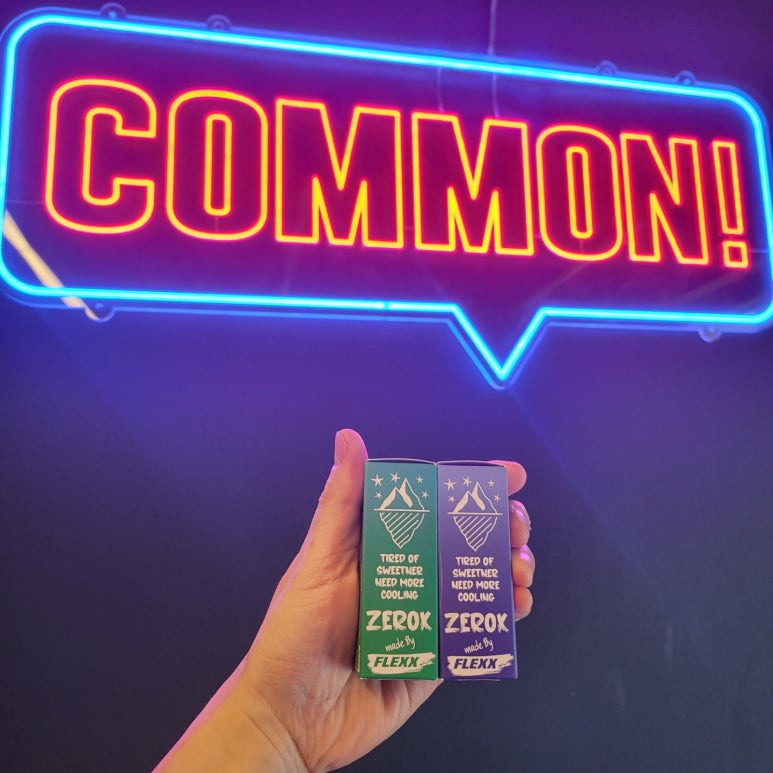 COMMON!
TIRED OF
SWEETNER
NEED MORE
COOLING
ZEROX
made By
FLEXX
TIRED OF
SWEETNER
NEED MORE
COOLING
ZEROX
made By
FLEXX